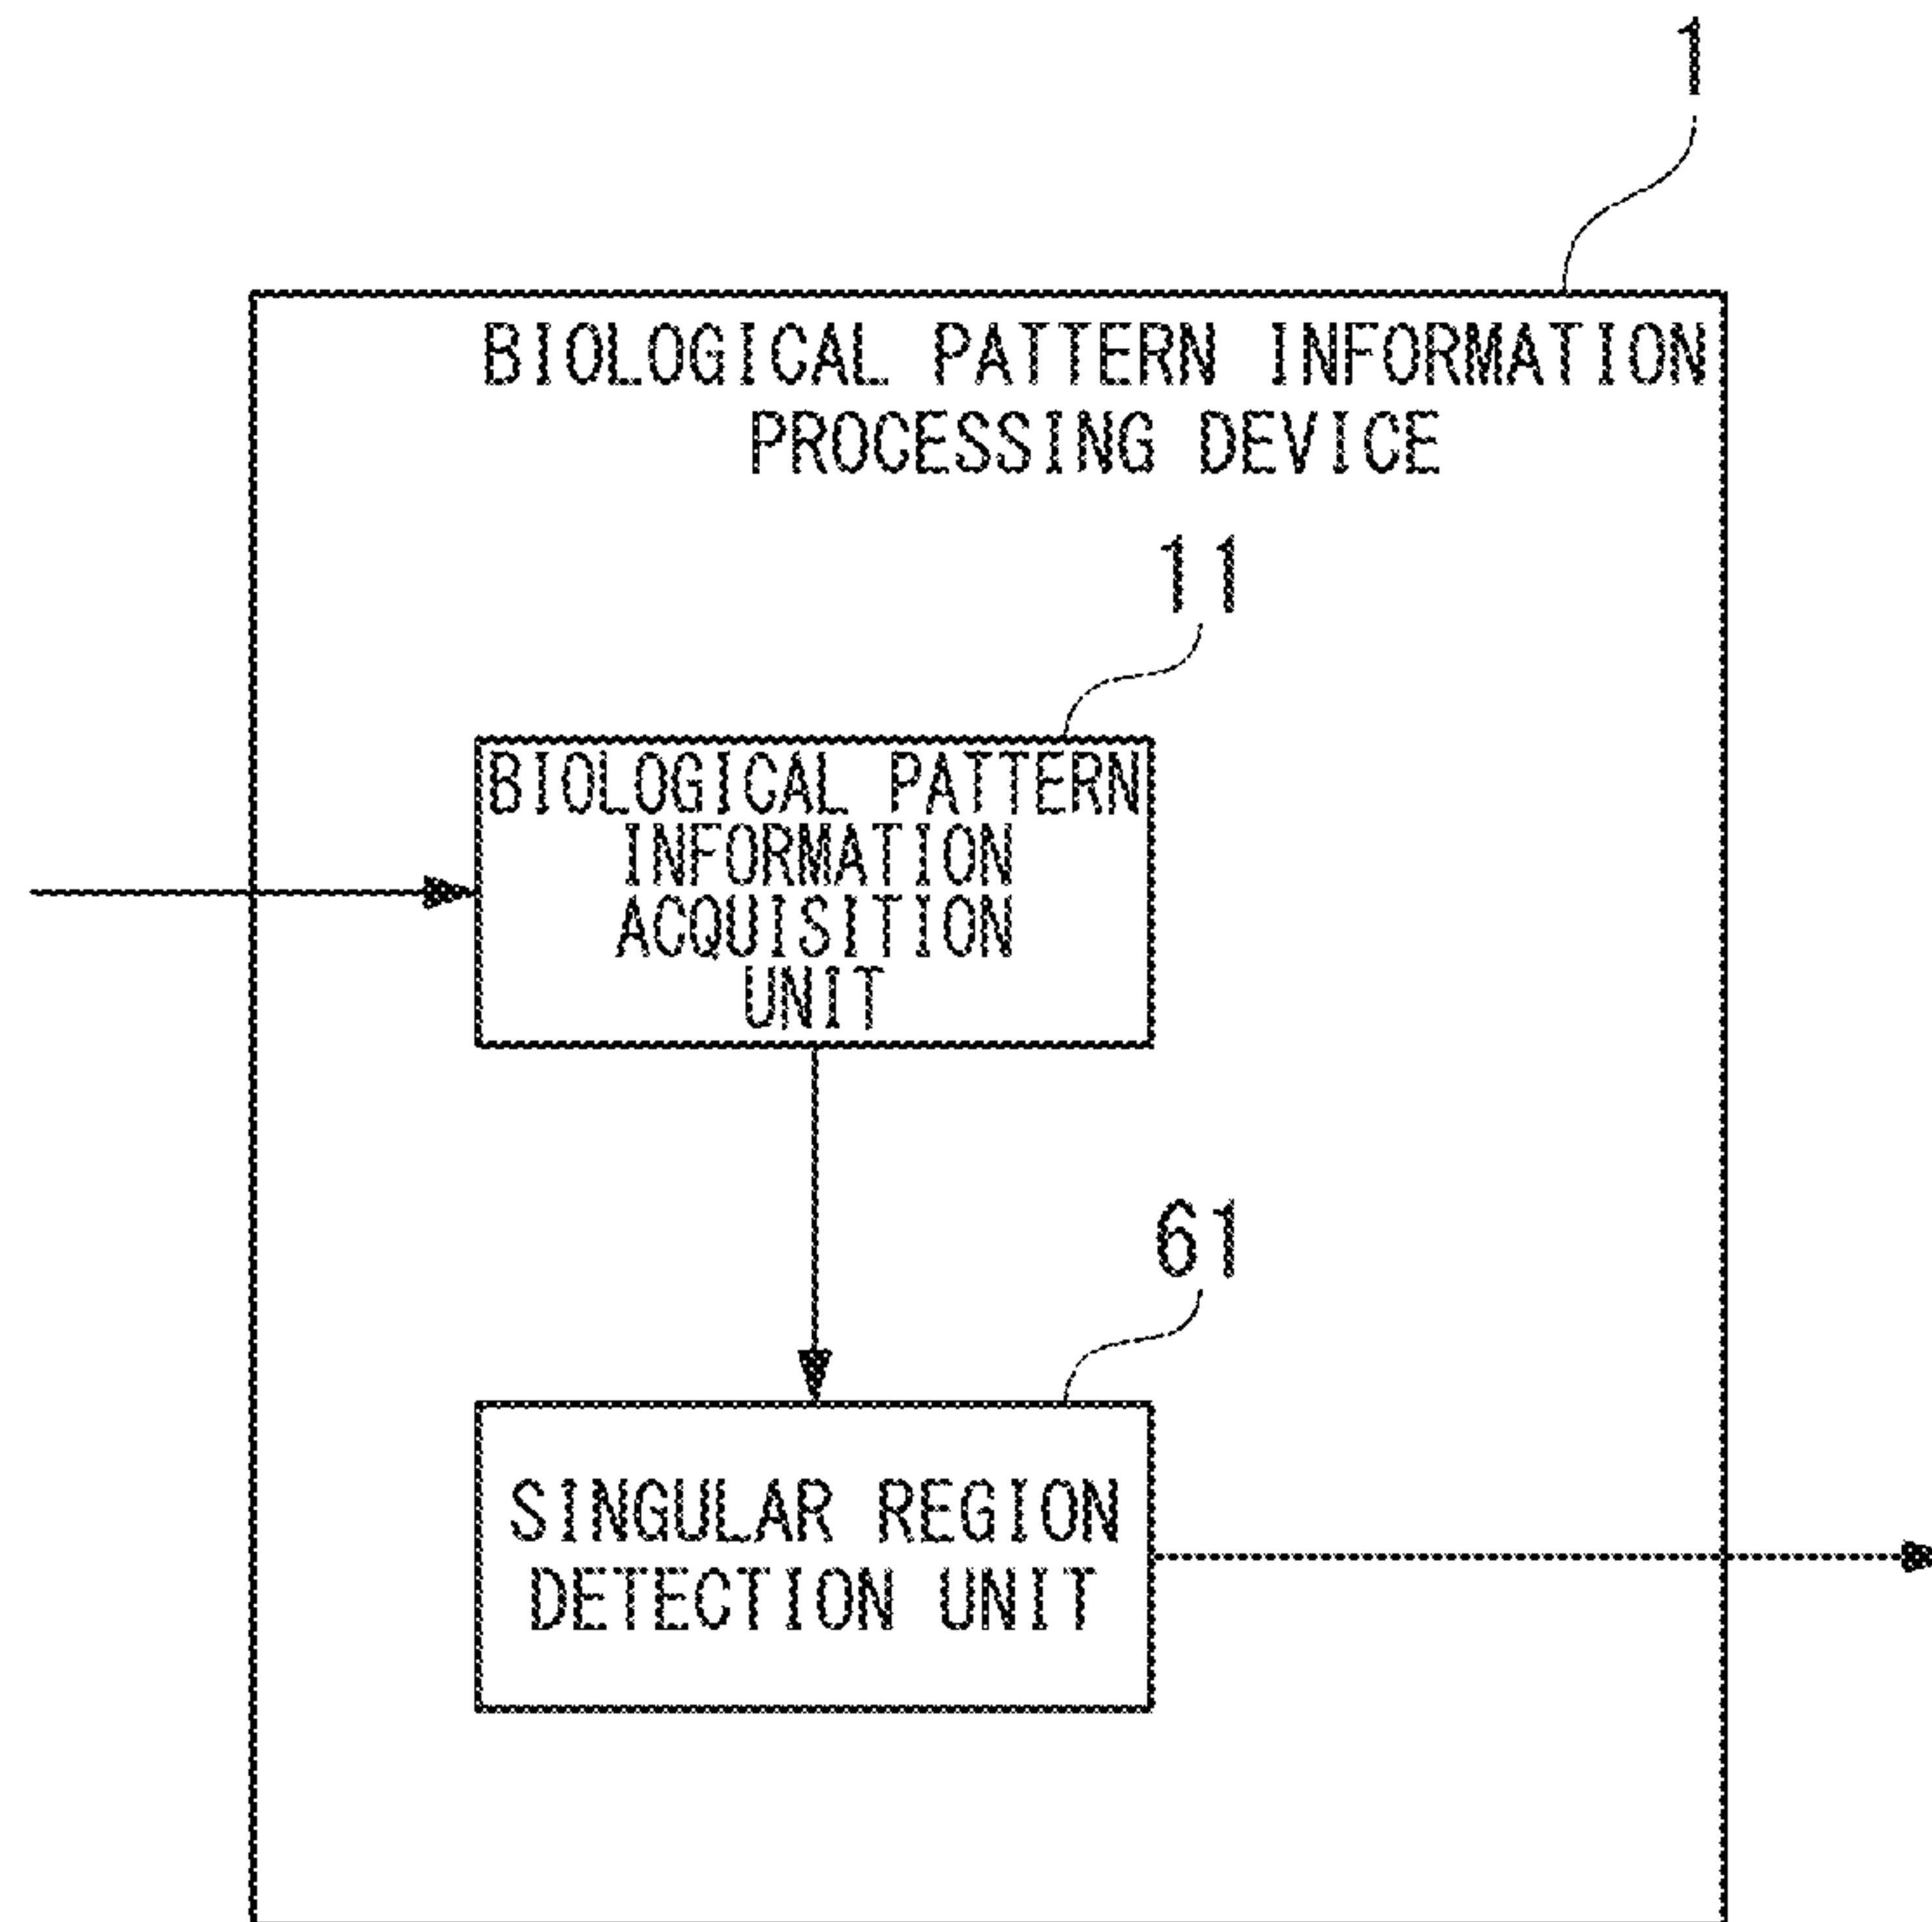 1
BIOLOGICAL PATTERN INFORMATION
PROCESSING DEVICE
11
BIOLOGICAL PATTERN
INFORMATION
ACQUISITION
UNIT
61
SINGULAR REGION
DETECTION UNIT